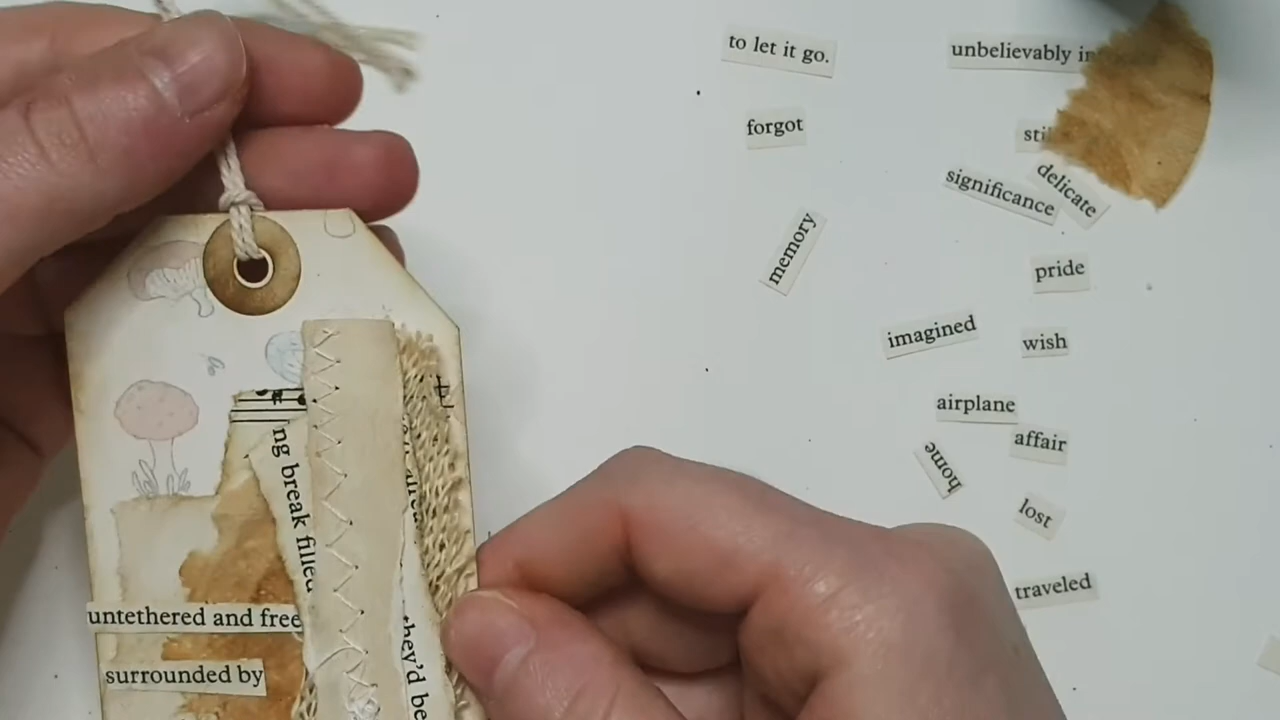 to let it go.
unbelievably
forgot
delicate
significance
memory
pride
imagined
wish
airplane
affair
home
lost
traveled
ng break filled
they'd be
untethered and free
surrounded by